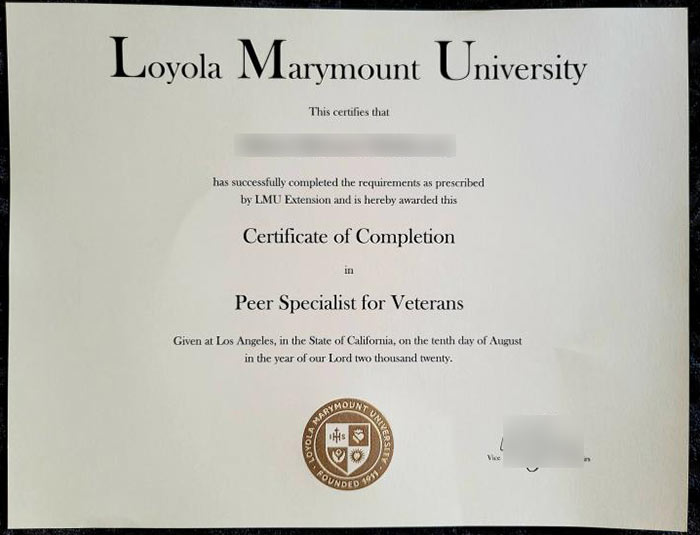 Loyola Marymount University
This certifies that
has successfully completed the requirements as prescribed
by LMU Extension and is hereby awarded this
Certificate of Completion
in
Peer Specialist for Veterans
Given at Los Angeles, in the State of California, on the tenth day of August
in the year of our Lord two thousand twenty.
LOYOLA MARYMOUNT UNIVERSITY
IHS
FOUNDED 1911
Vice